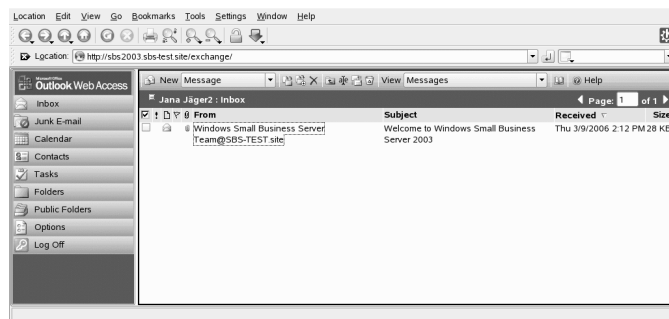 Location Edit View Go Bookmarks Tools Settings Window Help
Location: http://sbs2003.sbs-test.site/exchange/
Microsoft Office
Outlook Web Access
New Message View Messages Help
Jana Jäger2 : Inbox Page: 1 of 1
! From Subject Received Size
Windows Small Business Server Welcome to Windows Small Business Thu 3/9/2006 2:12 PM 28 KB
Team@SBS-TEST.site Server 2003
Inbox
Junk E-mail
Calendar
Contacts
Tasks
Folders
Public Folders
Options
Log Off